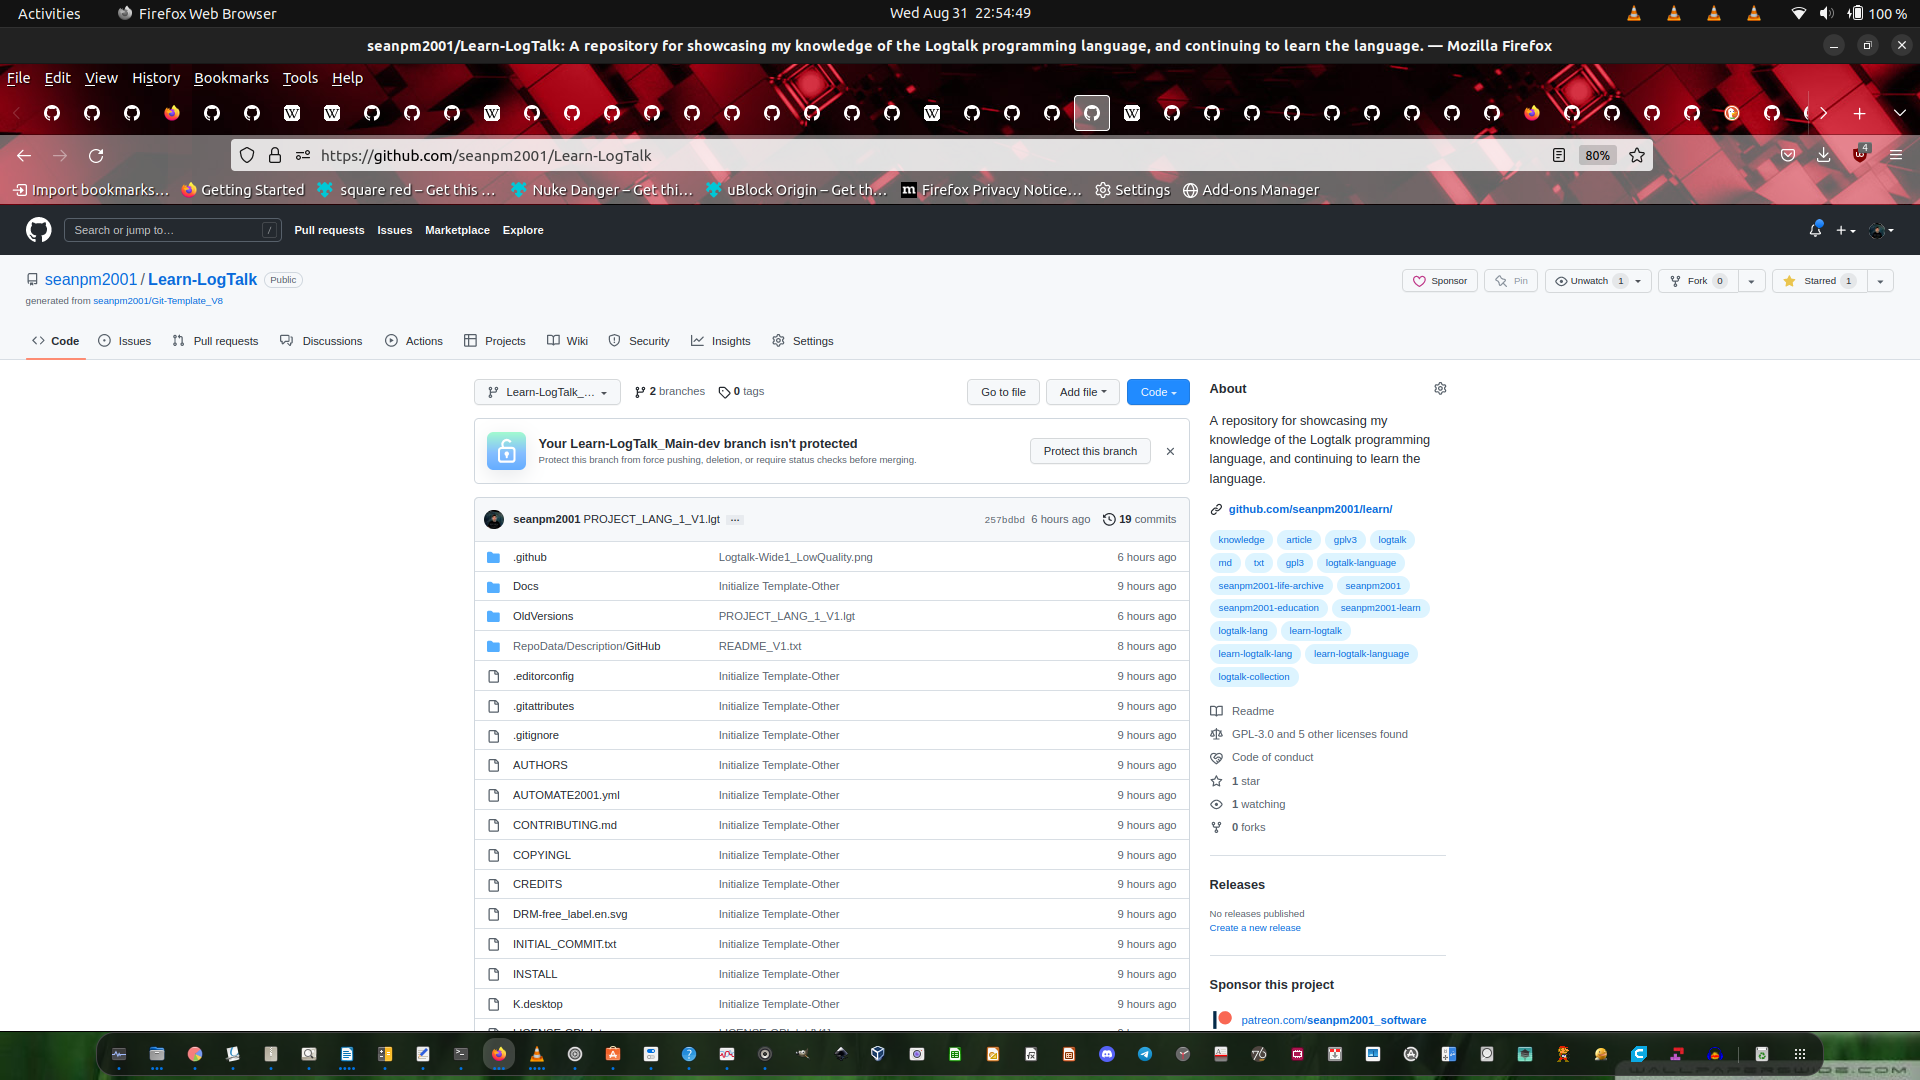 Activities Firefox Web Browser Wed Aug 31 22:54:49 100 %
seanpm2001/Learn-LogTalk: A repository for showcasing my knowledge of the Logtalk programming language, and continuing to learn the language. — Mozilla Firefox
File Edit View History Bookmarks Tools Help
https://github.com/seanpm2001/Learn-LogTalk 80% 4
Import bookmarks... Getting Started square red – Get this ... Nuke Danger – Get thi... uBlock Origin – Get th... Firefox Privacy Notice... Settings Add-ons Manager
Search or jump to... / Pull requests Issues Marketplace Explore
seanpm2001 / Learn-LogTalk Public Sponsor Pin Unwatch 1 Fork 0 Starred 1
generated from seanpm2001/Git-Template_V8
Code Issues Pull requests Discussions Actions Projects Wiki Security Insights Settings
Learn-LogTalk_... 2 branches 0 tags Go to file Add file Code
Your Learn-LogTalk_Main-dev branch isn't protected
Protect this branch from force pushing, deletion, or require status checks before merging.
Protect this branch
seanpm2001 PROJECT_LANG_1_V1.lgt ... 257bdbd 6 hours ago 19 commits
.github Logtalk-Wide1_LowQuality.png 6 hours ago
Docs Initialize Template-Other 9 hours ago
OldVersions PROJECT_LANG_1_V1.lgt 6 hours ago
RepoData/Description/GitHub README_V1.txt 8 hours ago
.editorconfig Initialize Template-Other 9 hours ago
.gitattributes Initialize Template-Other 9 hours ago
.gitignore Initialize Template-Other 9 hours ago
AUTHORS Initialize Template-Other 9 hours ago
AUTOMATE2001.yml Initialize Template-Other 9 hours ago
CONTRIBUTING.md Initialize Template-Other 9 hours ago
COPYINGL Initialize Template-Other 9 hours ago
CREDITS Initialize Template-Other 9 hours ago
DRM-free_label.en.svg Initialize Template-Other 9 hours ago
INITIAL_COMMIT.txt Initialize Template-Other 9 hours ago
INSTALL Initialize Template-Other 9 hours ago
K.desktop Initialize Template-Other 9 hours ago
About
A repository for showcasing my
knowledge of the Logtalk programming
language, and continuing to learn the
language.
github.com/seanpm2001/learn/
knowledge article gplv3 logtalk
md txt gpl3 logtalk-language
seanpm2001-life-archive seanpm2001
seanpm2001-education seanpm2001-learn
logtalk-lang learn-logtalk
learn-logtalk-lang learn-logtalk-language
logtalk-collection
Readme
GPL-3.0 and 5 other licenses found
Code of conduct
1 star
1 watching
0 forks
Releases
No releases published
Create a new release
Sponsor this project
patreon.com/seanpm2001_software
WALLPAPERSWIDE.COM